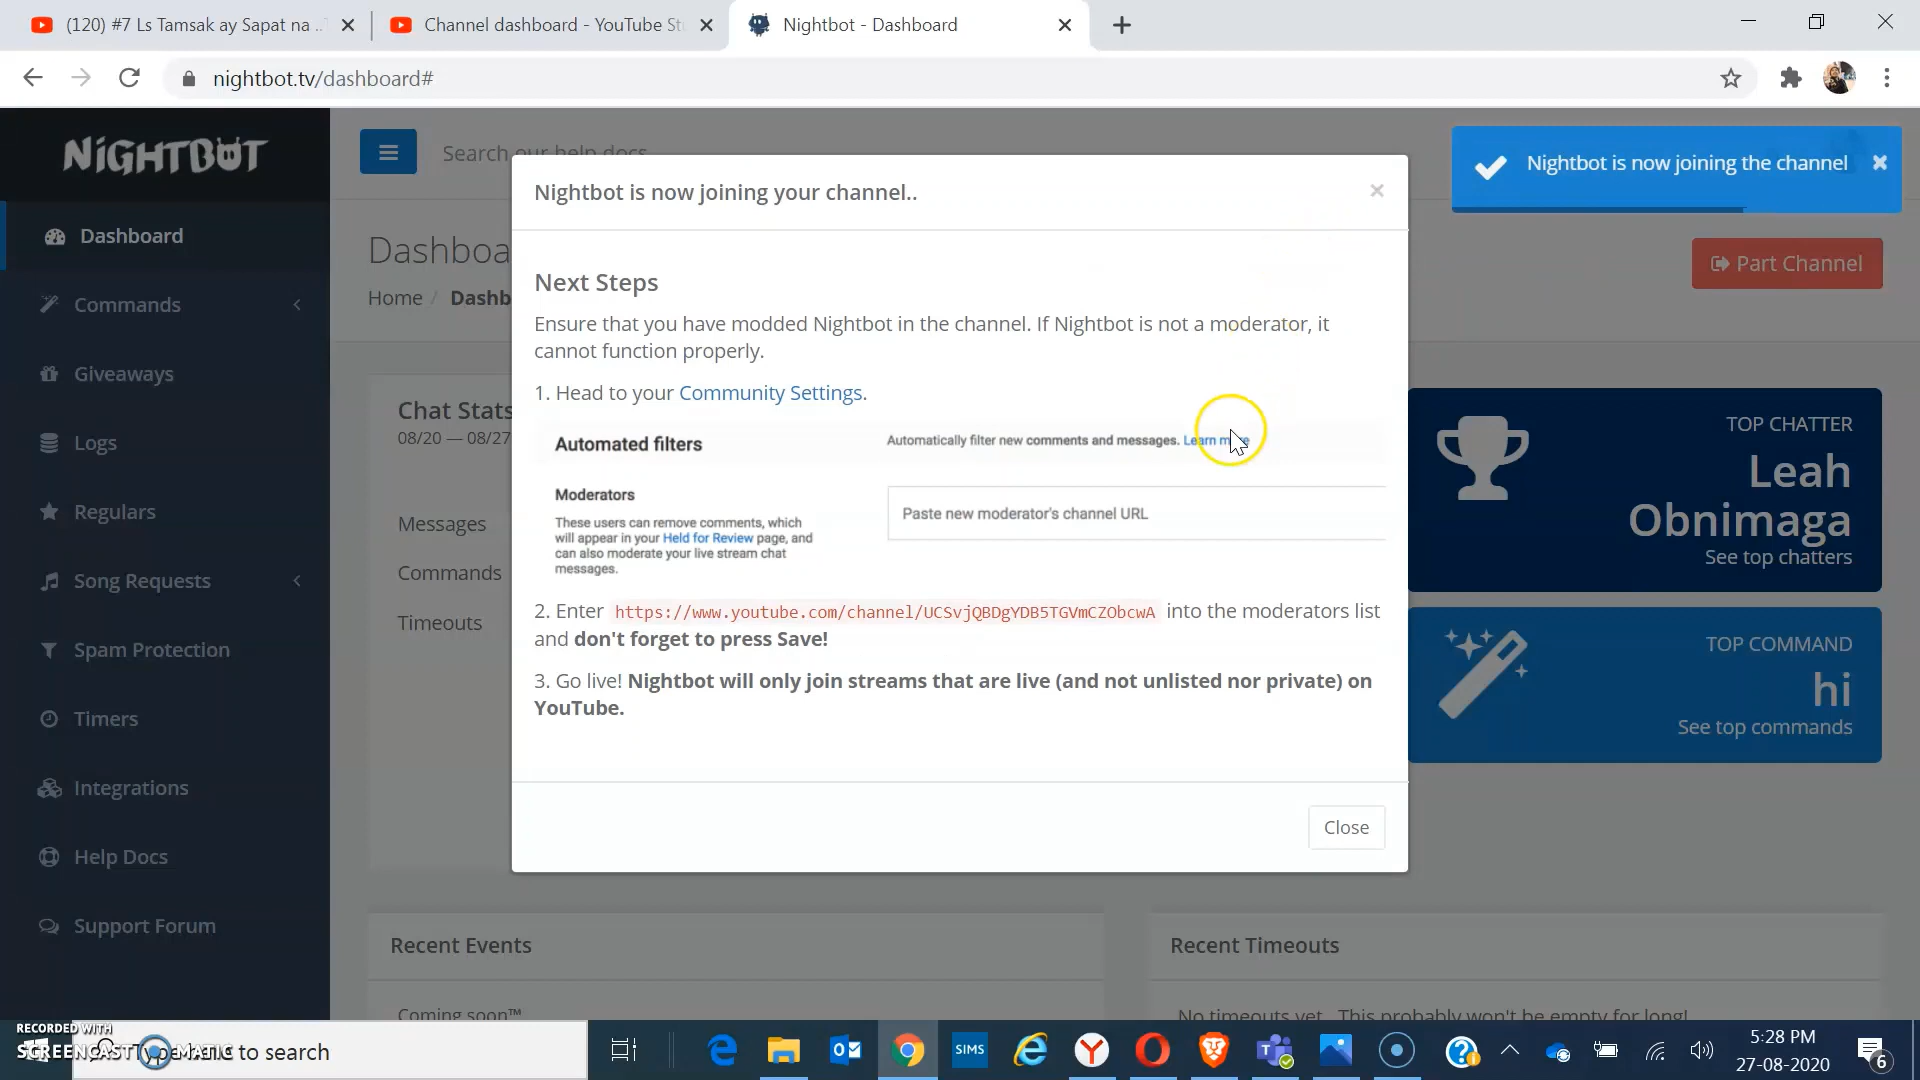 (120) #7 Ls Tamsak ay Sapat na ..
Channel dashboard - YouTube St
Nightbot - Dashboard
nightbot.tv/dashboard#
NiGHTBOT
Search our help docs
Nightbot is now joining the channel
Nightbot is now joining your channel..
Dashboard
Dashboa
Part Channel
Home / Dashb
Next Steps
Ensure that you have modded Nightbot in the channel. If Nightbot is not a moderator, it
cannot function properly.
1. Head to your Community Settings.
Automated filters
Automatically filter new comments and messages. Learn more
Moderators
These users can remove comments, which
will appear in your Held for Review page, and
can also moderate your live stream chat
messages.
Paste new moderator's channel URL
2. Enter https://www.youtube.com/channel/UCSvjQBDgYDB5TGVmCZObcwA into the moderators list
and don't forget to press Save!
3. Go live! Nightbot will only join streams that are live (and not unlisted nor private) on
YouTube.
Close
Commands
Giveaways
Logs
Regulars
Song Requests
Spam Protection
Timers
Integrations
Help Docs
Support Forum
Chat Stats
08/20 — 08/27
Messages
Commands
Timeouts
TOP CHATTER
Leah
Obnimaga
See top chatters
TOP COMMAND
hi
See top commands
Recent Events
Coming soon™
Recent Timeouts
No timeouts yet.. This probably won't be empty for long!
RECORDED WITH
SCREENCAST MATIC
Type here to search
SIMS
5:28 PM
27-08-2020
6